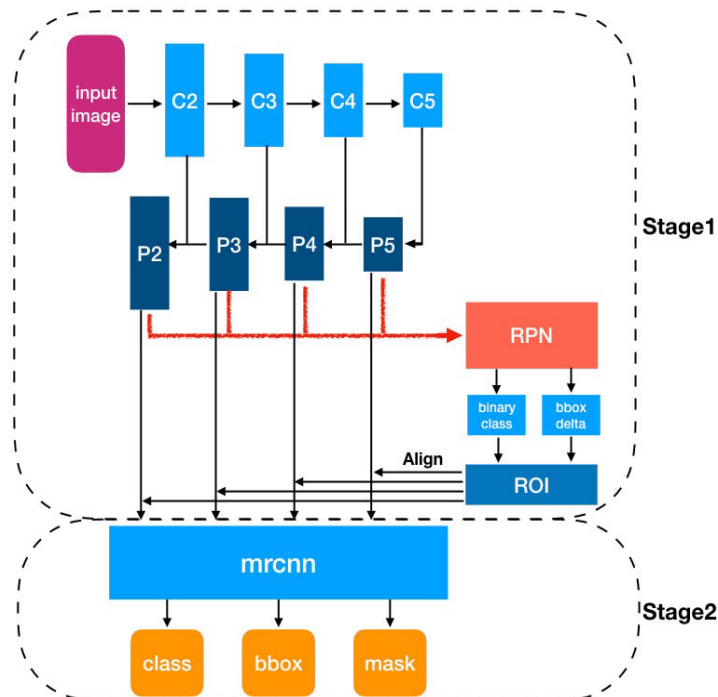 input
image
C2
C3
C4
C5
P2
P3
P4
P5
Stage1
RPN
binary
class
bbox
delta
Align
ROI
mrcnn
Stage2
class
bbox
mask